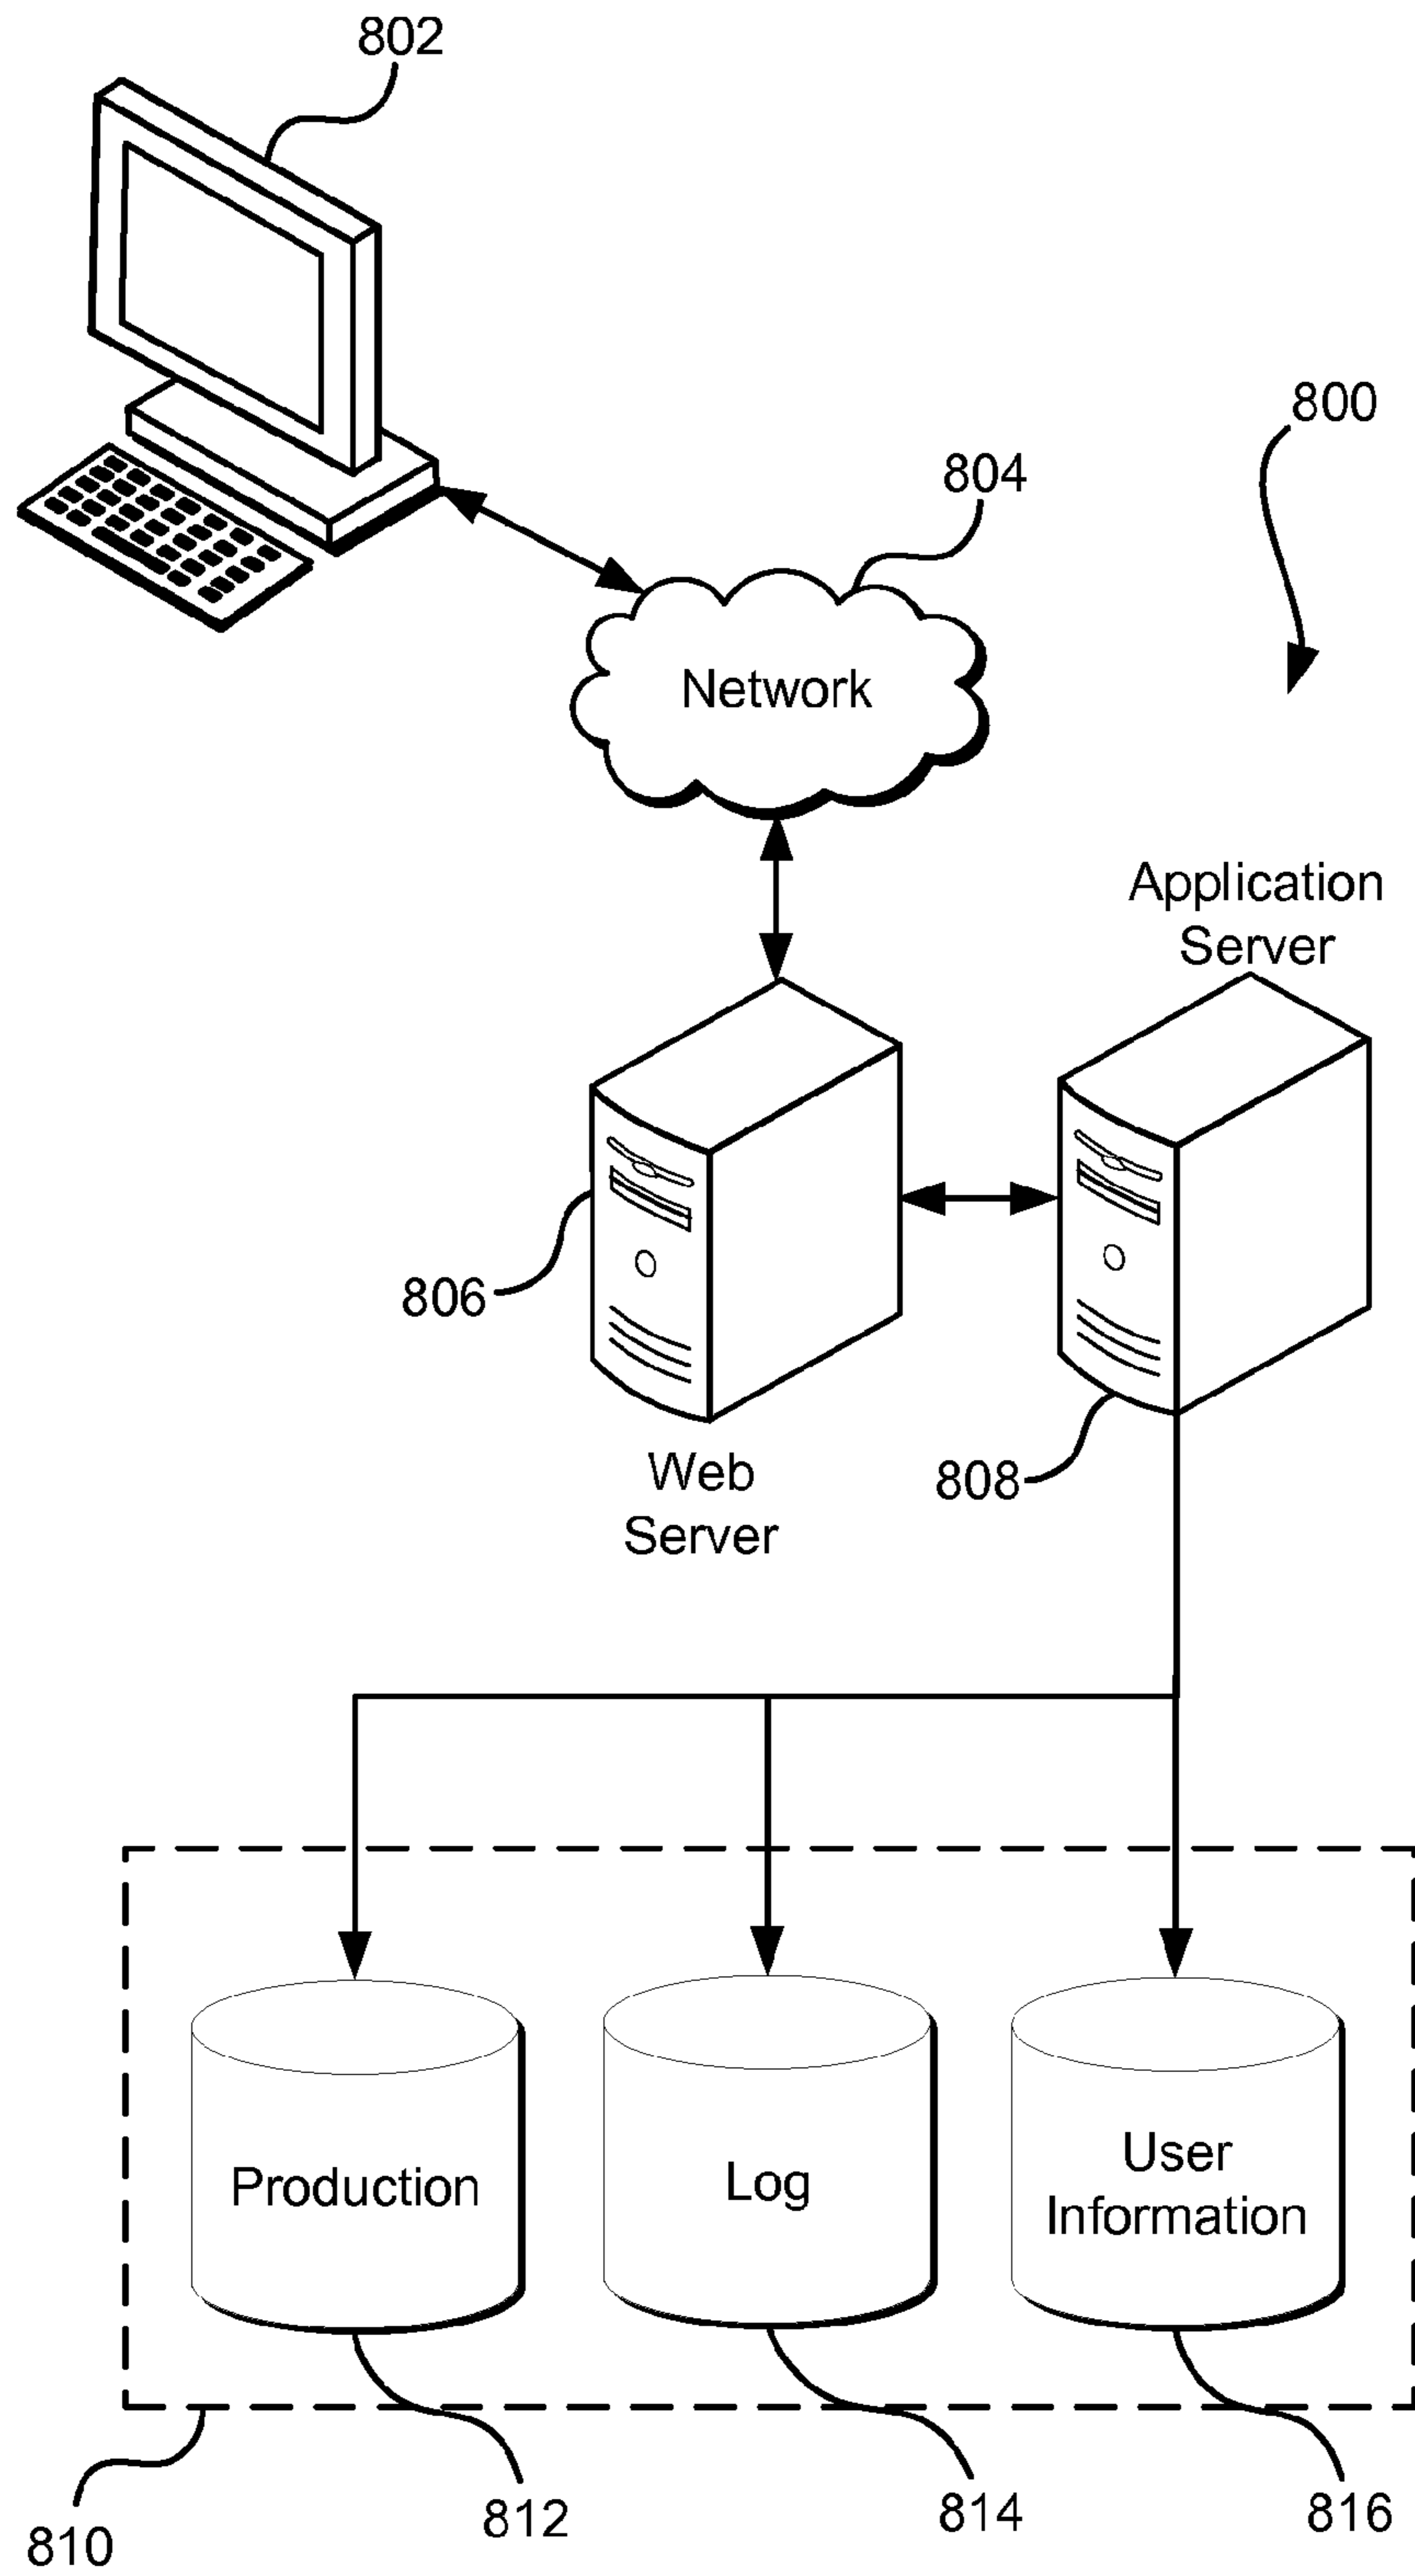 802
800
804
Network
Application
Server
806
Web
Server
808
Production
Log
User
Information
810
812
814
816